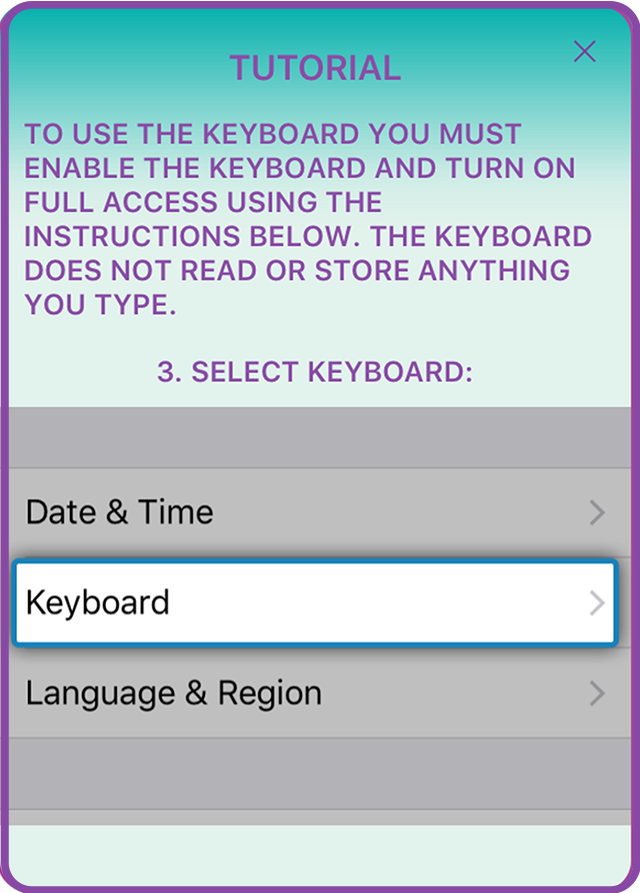 TUTORIAL
TO USE THE KEYBOARD YOU MUST
ENABLE THE KEYBOARD AND TURN ON
FULL ACCESS USING THE
INSTRUCTIONS BELOW. THE KEYBOARD
DOES NOT READ OR STORE ANYTHING
YOU TYPE.
3. SELECT KEYBOARD:
Date & Time
Keyboard
Language & Region